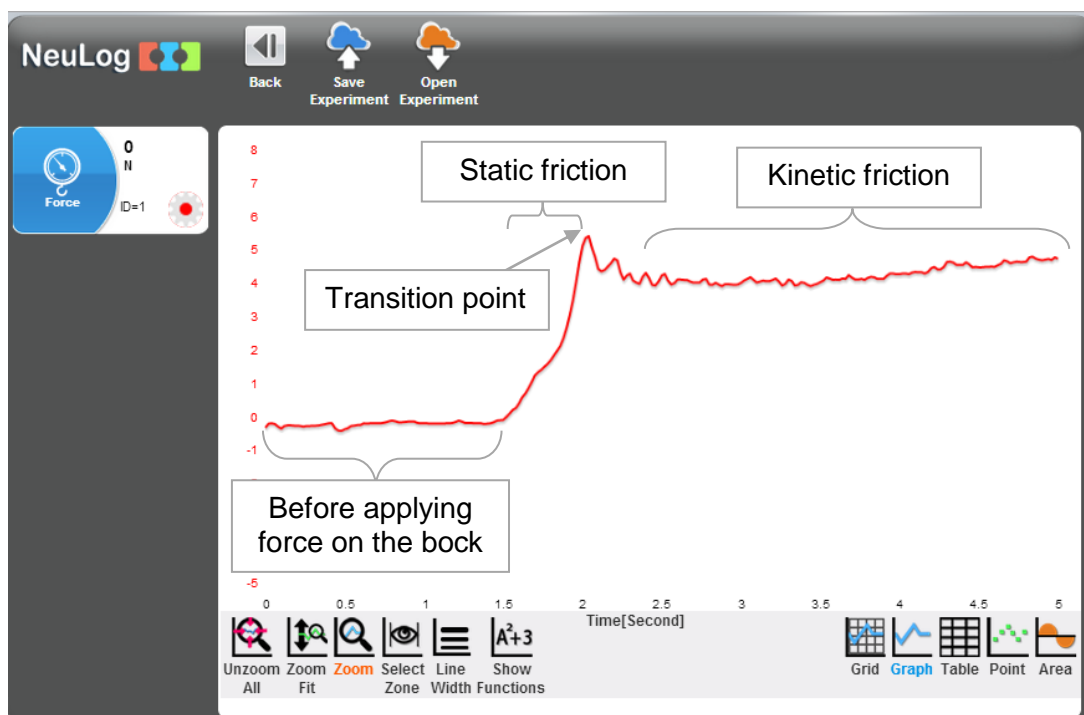 NeuLog
Back
Save
Experiment
Open
Experiment
Force
0
N
ID=1
8
7
6
5
4
3
2
1
0
-1
-5
Static friction
Kinetic friction
Transition point
Before applying
force on the bock
0 0.5 1 1.5 2 2.5 3 3.5 4 4.5 5
Time[Second]
A²+3
Unzoom
All
Zoom
Fit
Zoom
Select
Zone
Line
Width
Show
Functions
Grid
Graph
Table
Point
Area